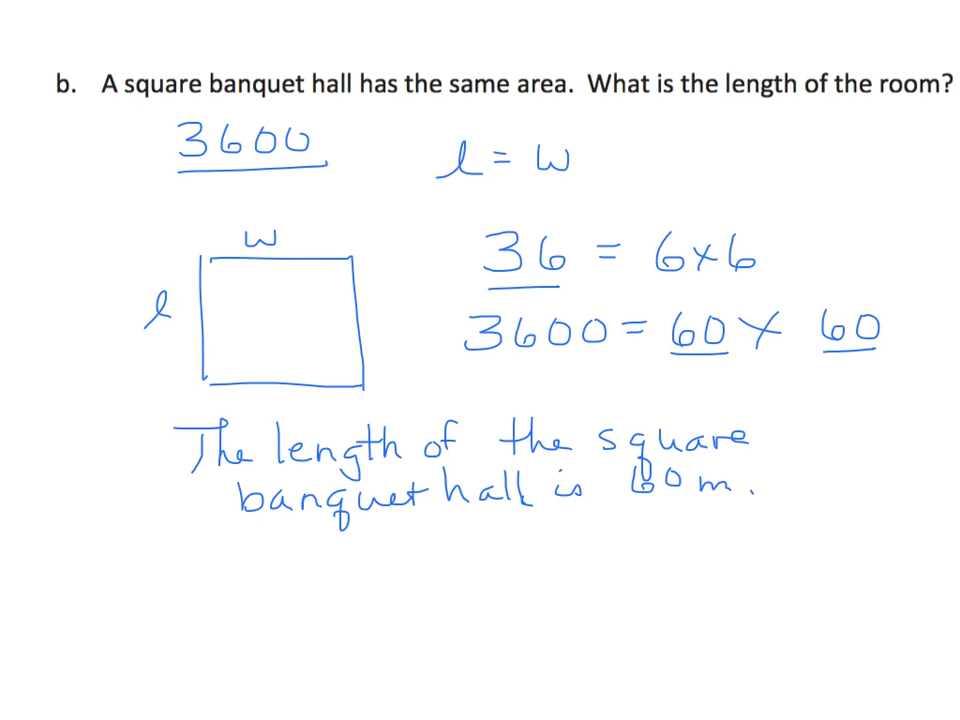 b. A square banquet hall has the same area. What is the length of the room?
3600
l = w
w
l
36 = 6x6
3600 = 60 x 60
The length of the square
banquet hall is 60 m.